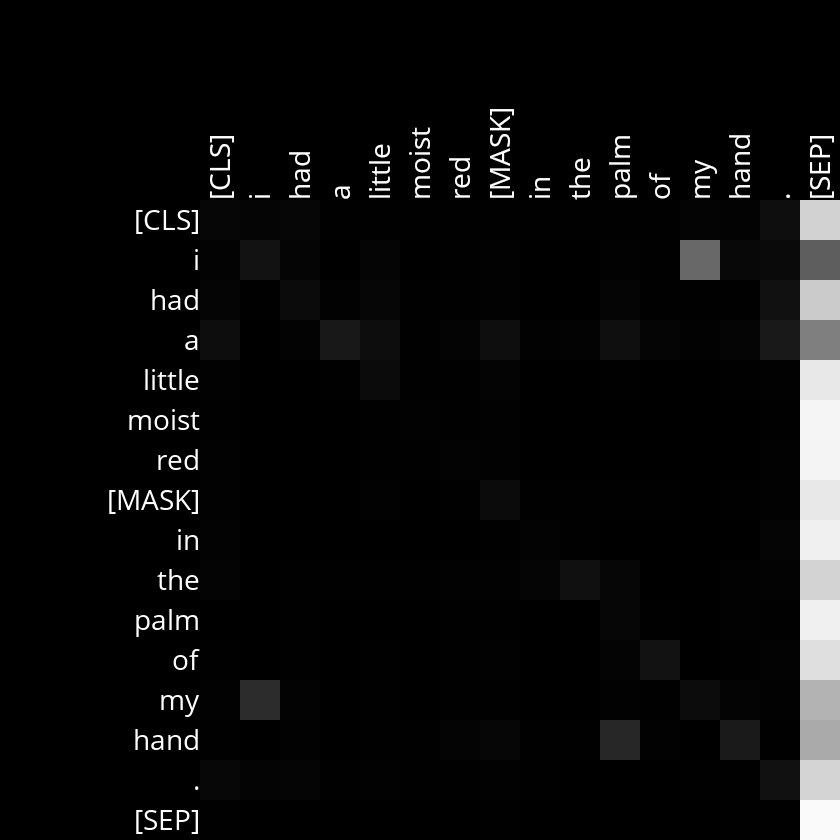 [CLS] i had a little moist red [MASK] in the palm of my hand . [SEP]
[CLS]
i
had
a
little
moist
red
[MASK]
in
the
palm
of
my
hand
.
[SEP]